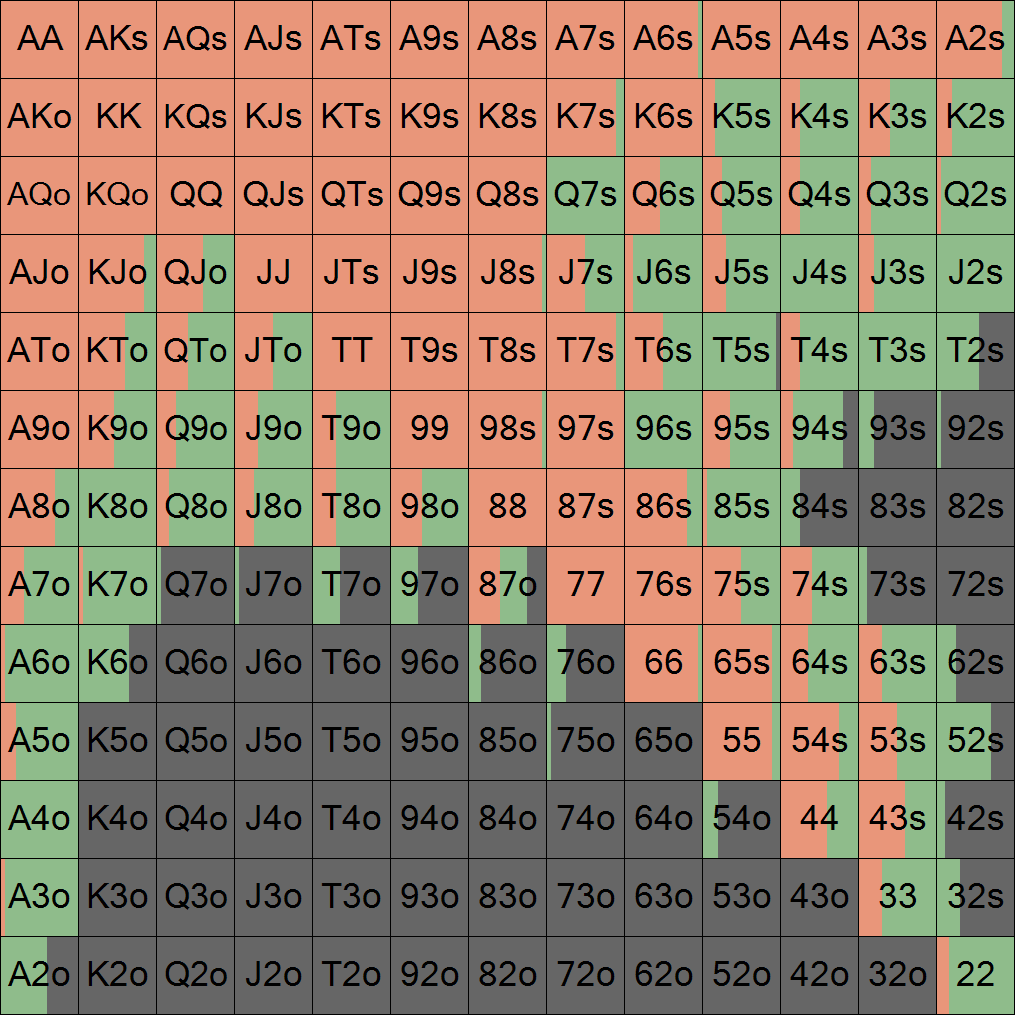 AA AKs AQs AJs ATs A9s A8s A7s A6s A5s A4s A3s A2s
AKo KK KQs KJs KTs K9s K8s K7s K6s K5s K4s K3s K2s
AQo KQo QQ QJs QTs Q9s Q8s Q7s Q6s Q5s Q4s Q3s Q2s
AJo KJo QJo JJ JTs J9s J8s J7s J6s J5s J4s J3s J2s
ATo KTo QTo JTo TT T9s T8s T7s T6s T5s T4s T3s T2s
A9o K9o Q9o J9o T9o 99 98s 97s 96s 95s 94s 93s 92s
A8o K8o Q8o J8o T8o 98o 88 87s 86s 85s 84s 83s 82s
A7o K7o Q7o J7o T7o 97o 87o 77 76s 75s 74s 73s 72s
A6o K6o Q6o J6o T6o 96o 86o 76o 66 65s 64s 63s 62s
A5o K5o Q5o J5o T5o 95o 85o 75o 65o 55 54s 53s 52s
A4o K4o Q4o J4o T4o 94o 84o 74o 64o 54o 44 43s 42s
A3o K3o Q3o J3o T3o 93o 83o 73o 63o 53o 43o 33 32s
A2o K2o Q2o J2o T2o 92o 82o 72o 62o 52o 42o 32o 22